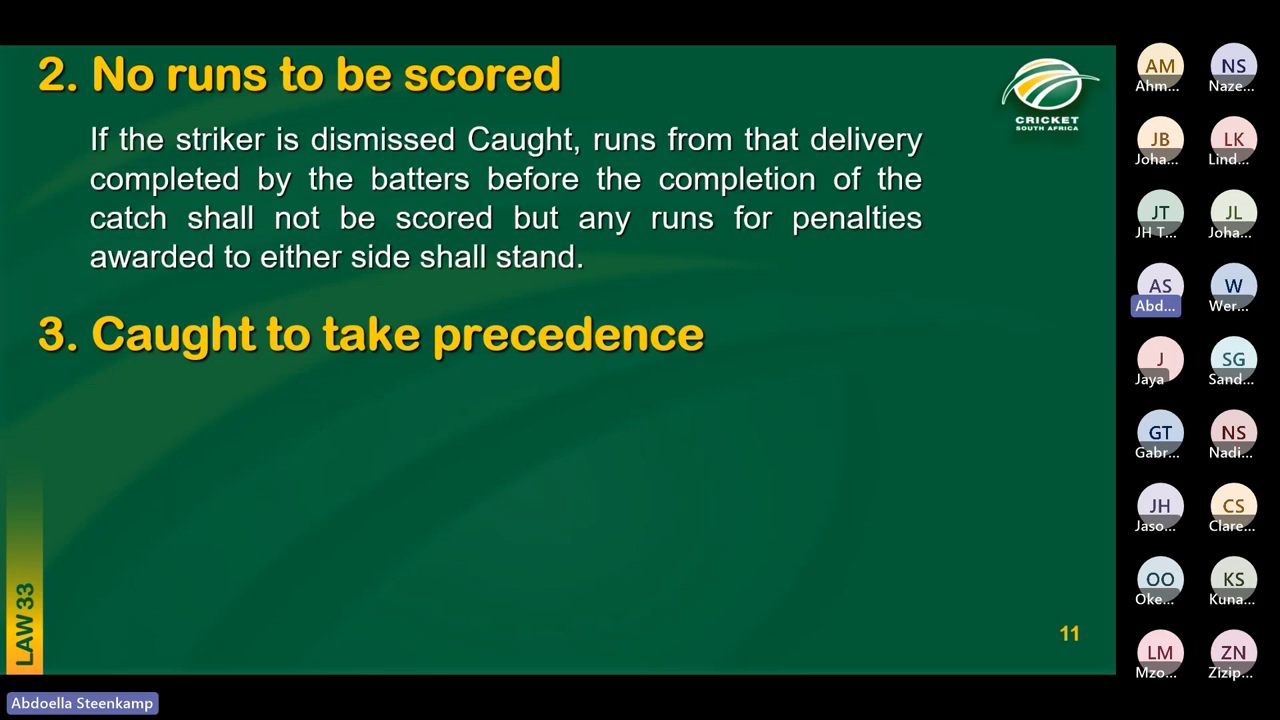 2. No runs to be scored
If the striker is dismissed Caught, runs from that delivery
completed by the batters before the completion of the
catch shall not be scored but any runs for penalties
awarded to either side shall stand.
3. Caught to take precedence
CRICKET
SOUTH AFRICA
LAW 33
11
AM
Ahm...
NS
Naze...
JB
Joha...
LK
Lind...
JT
JH T...
JL
Joha...
AS
Abd...
W
Wer...
J
Jaya
SG
Sand...
GT
Gabr...
NS
Nadi...
JH
Jaso...
CS
Clare...
OO
Oke...
KS
Kuna...
LM
Mzo...
ZN
Zizip...
Abdoella Steenkamp